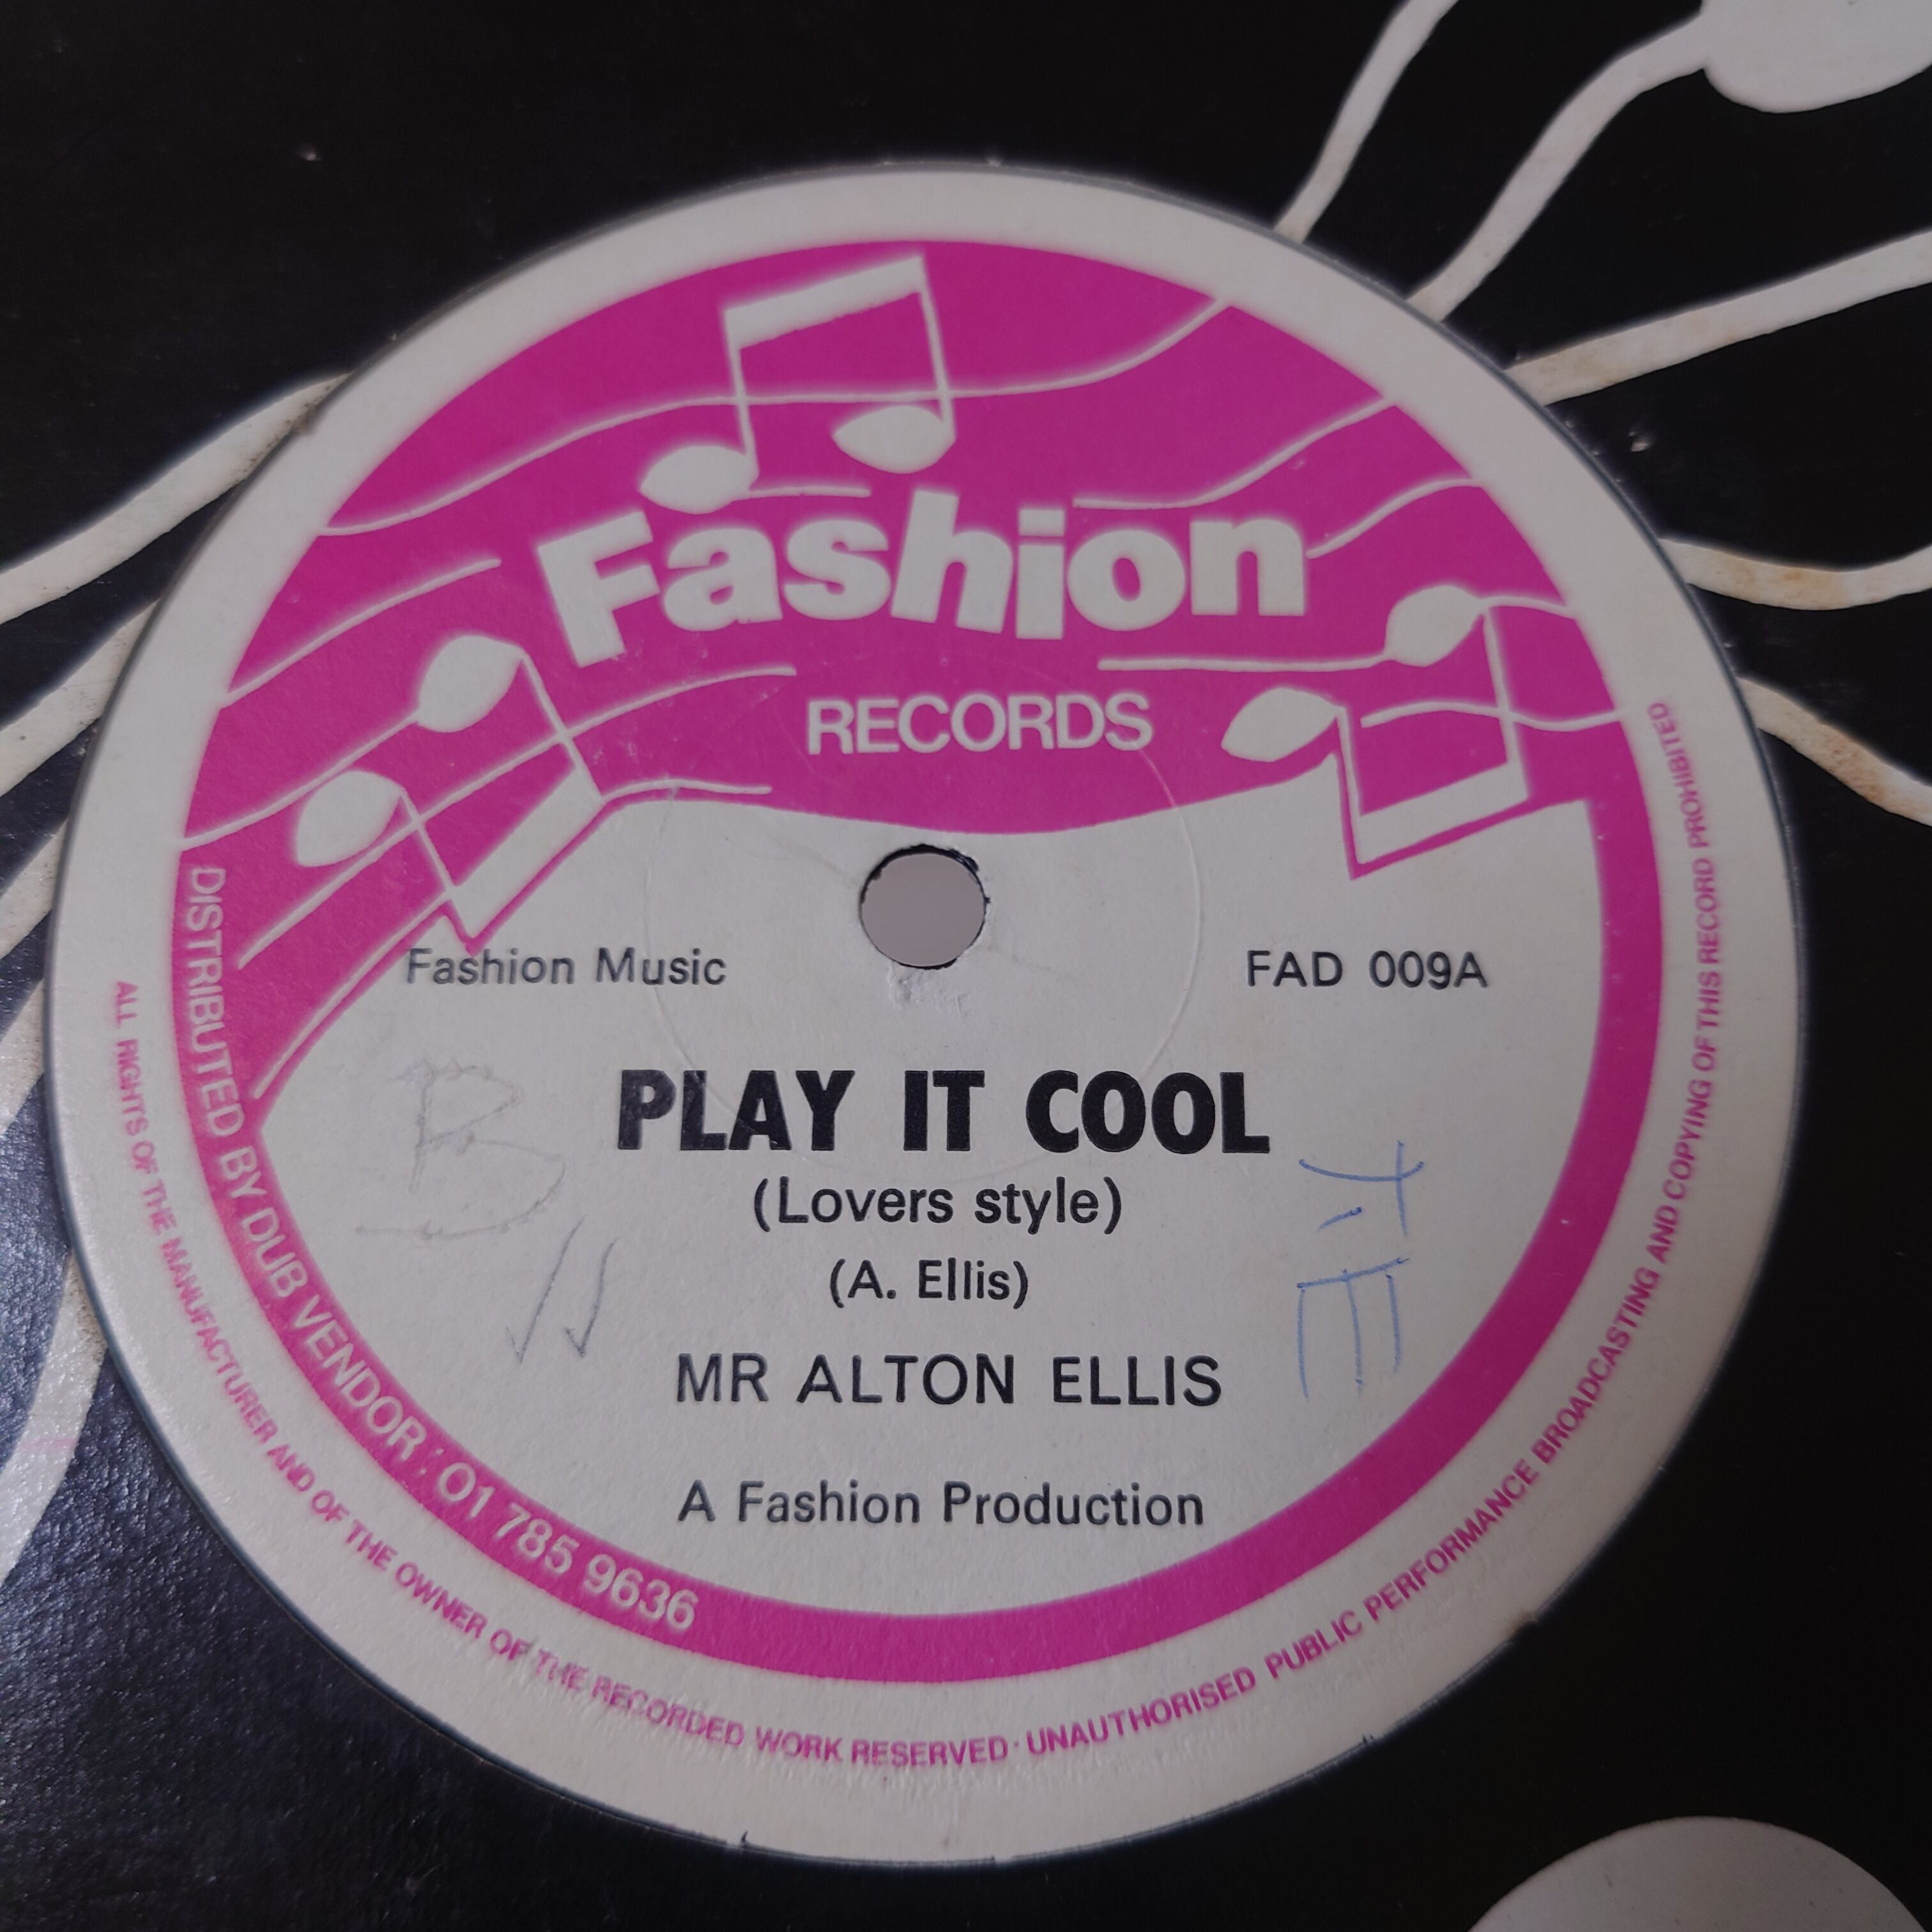 Fashion
RECORDS
Fashion Music
FAD 009A
B
PLAY IT COOL
(Lovers style)
(A. Ellis)
MR ALTON ELLIS
A Fashion Production
DISTRIBUTED BY DUB VENDOR : 01 785 9636
ALL RIGHTS OF THE MANUFACTURER AND OF THE OWNER OF THE RECORDED WORK RESERVED · UNAUTHORISED PUBLIC PERFORMANCE BROADCASTING AND COPYING OF THIS RECORD PROHIBITED